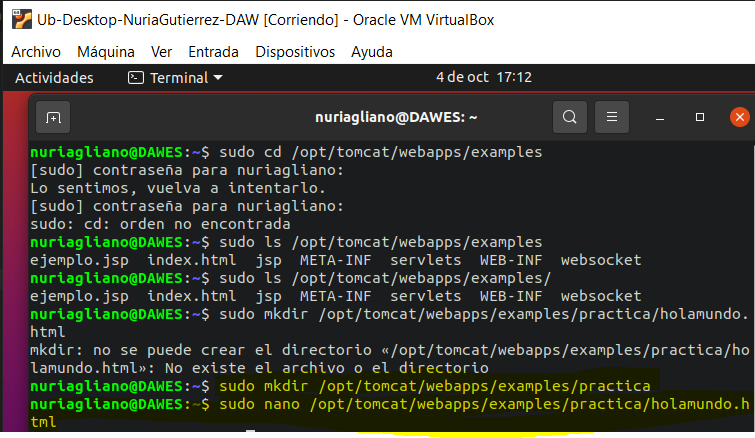 Ub-Desktop-NuriaGutierrez-DAW [Corriendo] - Oracle VM VirtualBox
Archivo Máquina Ver Entrada Dispositivos Ayuda
Actividades Terminal 4 de oct 17:12
nuriagliano@DAWES: ~
nuriagliano@DAWES:~$ sudo cd /opt/tomcat/webapps/examples
[sudo] contraseña para nuriagliano:
Lo sentimos, vuelva a intentarlo.
[sudo] contraseña para nuriagliano:
sudo: cd: orden no encontrada
nuriagliano@DAWES:~$ sudo ls /opt/tomcat/webapps/examples
ejemplo.jsp index.html jsp META-INF servlets WEB-INF websocket
nuriagliano@DAWES:~$ sudo ls /opt/tomcat/webapps/examples/
ejemplo.jsp index.html jsp META-INF servlets WEB-INF websocket
nuriagliano@DAWES:~$ sudo mkdir /opt/tomcat/webapps/examples/practica/holamundo.
html
mkdir: no se puede crear el directorio «/opt/tomcat/webapps/examples/practica/ho
lamundo.html»: No existe el archivo o el directorio
nuriagliano@DAWES:~$ sudo mkdir /opt/tomcat/webapps/examples/practica
nuriagliano@DAWES:~$ sudo nano /opt/tomcat/webapps/examples/practica/holamundo.h
tml